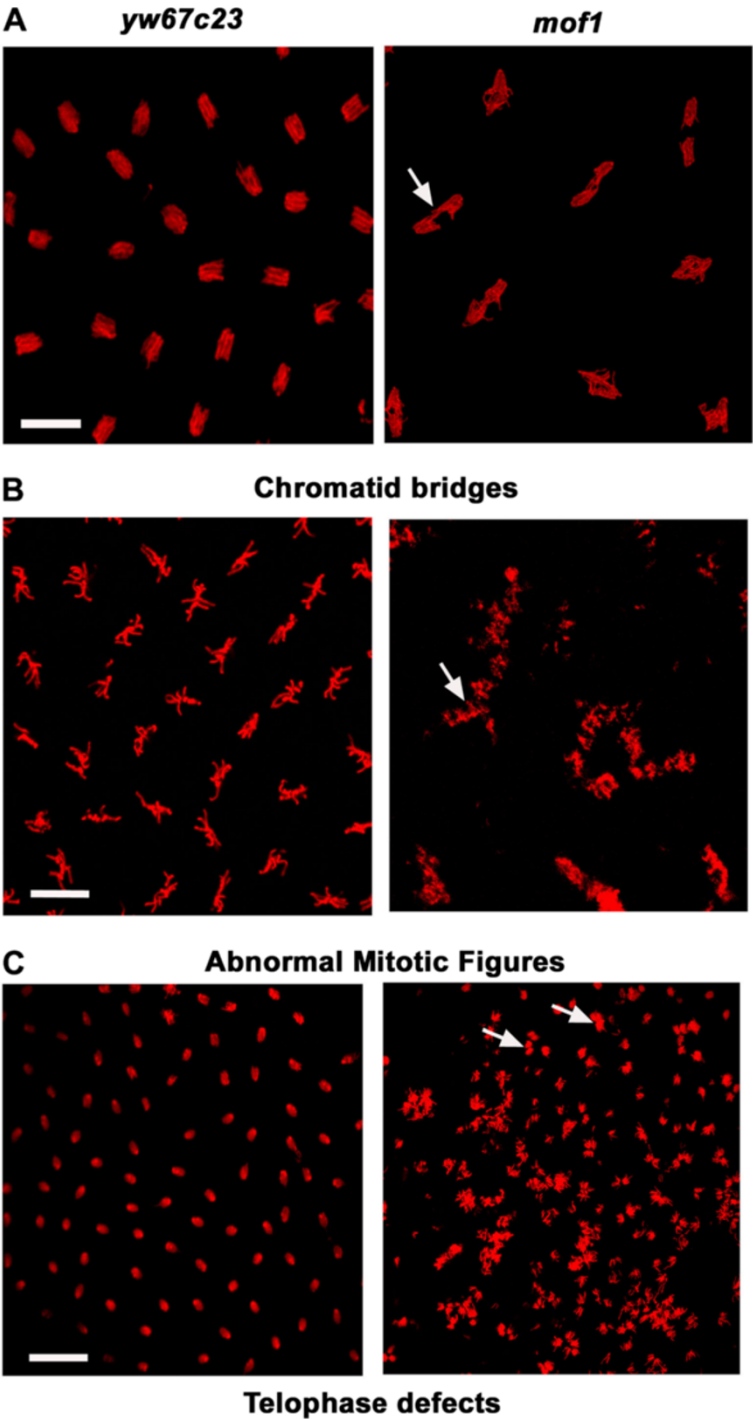 A
yw67c23 mof1
B
Chromatid bridges
C
Abnormal Mitotic Figures
Telophase defects